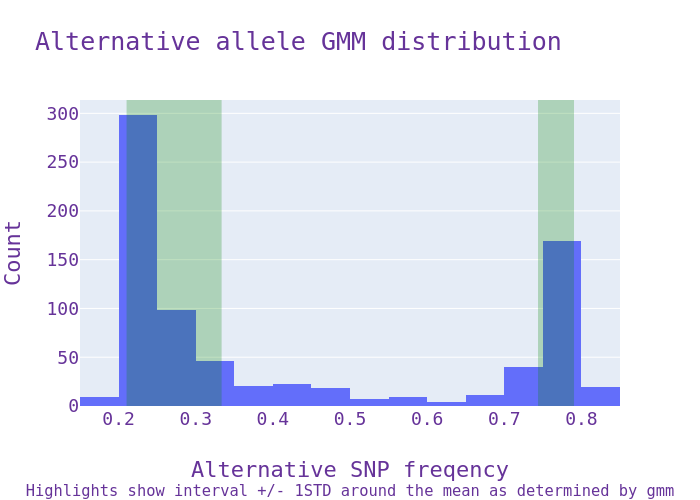 Alternative allele GMM distribution
300
250
200
150
100
50
0
Count
0.2 0.3 0.4 0.5 0.6 0.7 0.8
Alternative SNP freqency
Highlights show interval +/- 1STD around the mean as determined by gmm